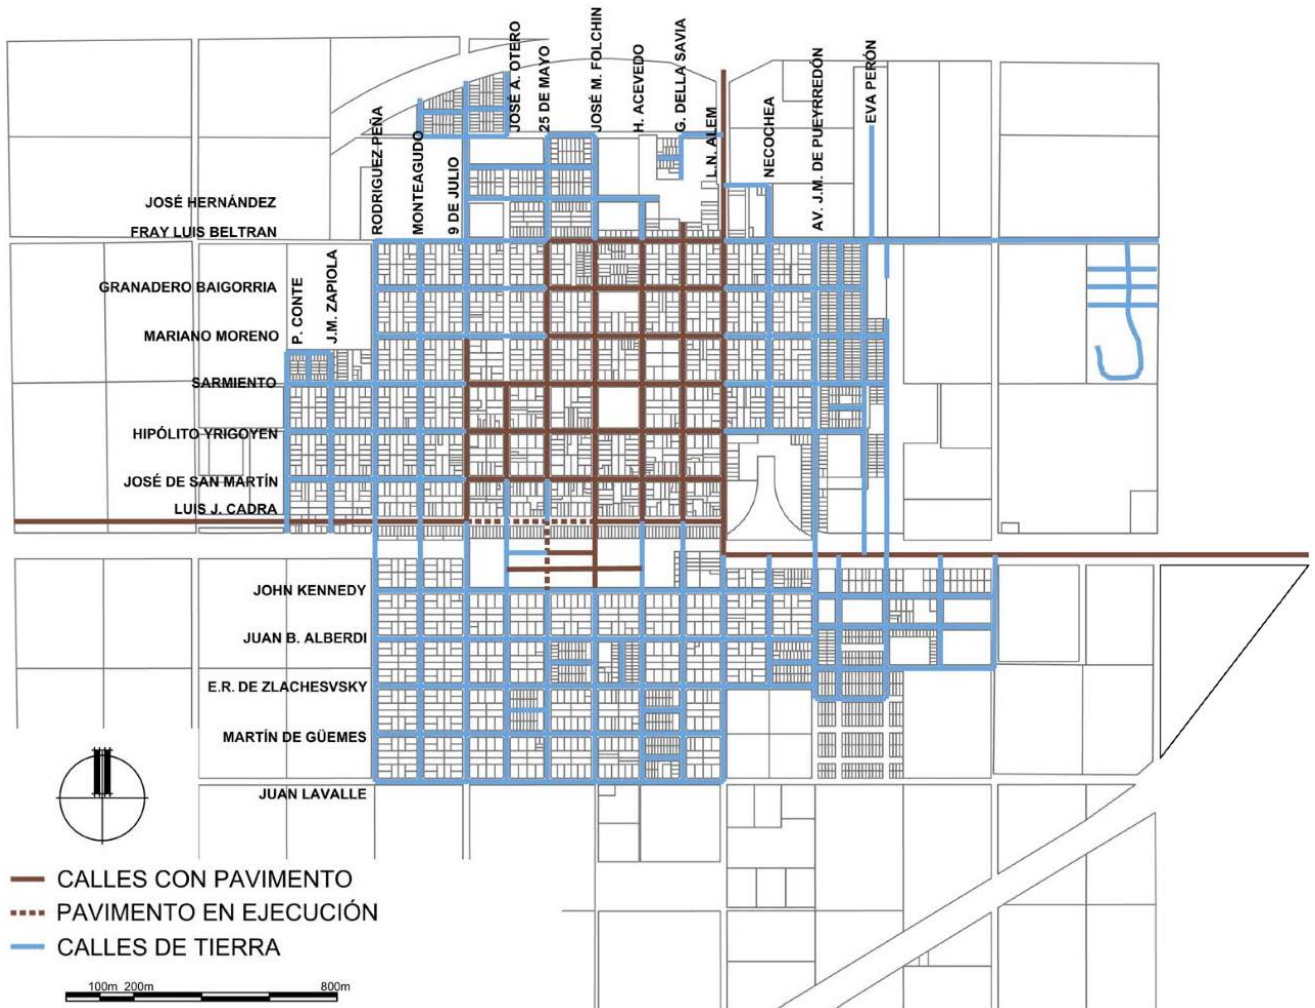 JOSÉ A. OTERO
25 DE MAYO
JOSÉ M. FOLCHIN
H. ACEVEDO
G. DELLA SAVIA
L.N. ALEM
NECOCHEA
AV. J.M. DE PUEYRREDÓN
EVA PERÓN
RODRIGUEZ PEÑA
MONTEAGUDO
9 DE JULIO
JOSÉ HERNÁNDEZ
FRAY LUIS BELTRAN
GRANADERO BAIGORRIA
P. CONTE
J.M. ZAPIOLA
MARIANO MORENO
SARMIENTO
HIPÓLITO YRIGOYEN
JOSÉ DE SAN MARTÍN
LUIS J. CADRA
JOHN KENNEDY
JUAN B. ALBERDI
E.R. DE ZLACHESVSKY
MARTÍN DE GÜEMES
JUAN LAVALLE
CALLES CON PAVIMENTO
PAVIMENTO EN EJECUCIÓN
CALLES DE TIERRA
100m 200m 800m